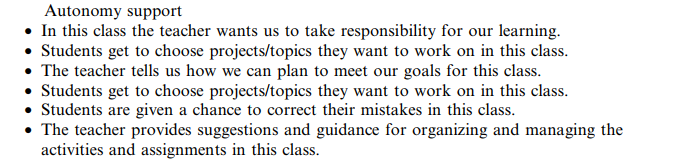 Autonomy support
• In this class the teacher wants us to take responsibility for our learning.
• Students get to choose projects/topics they want to work on in this class.
• The teacher tells us how we can plan to meet our goals for this class.
• Students get to choose projects/topics they want to work on in this class.
• Students are given a chance to correct their mistakes in this class.
• The teacher provides suggestions and guidance for organizing and managing the
activities and assignments in this class.